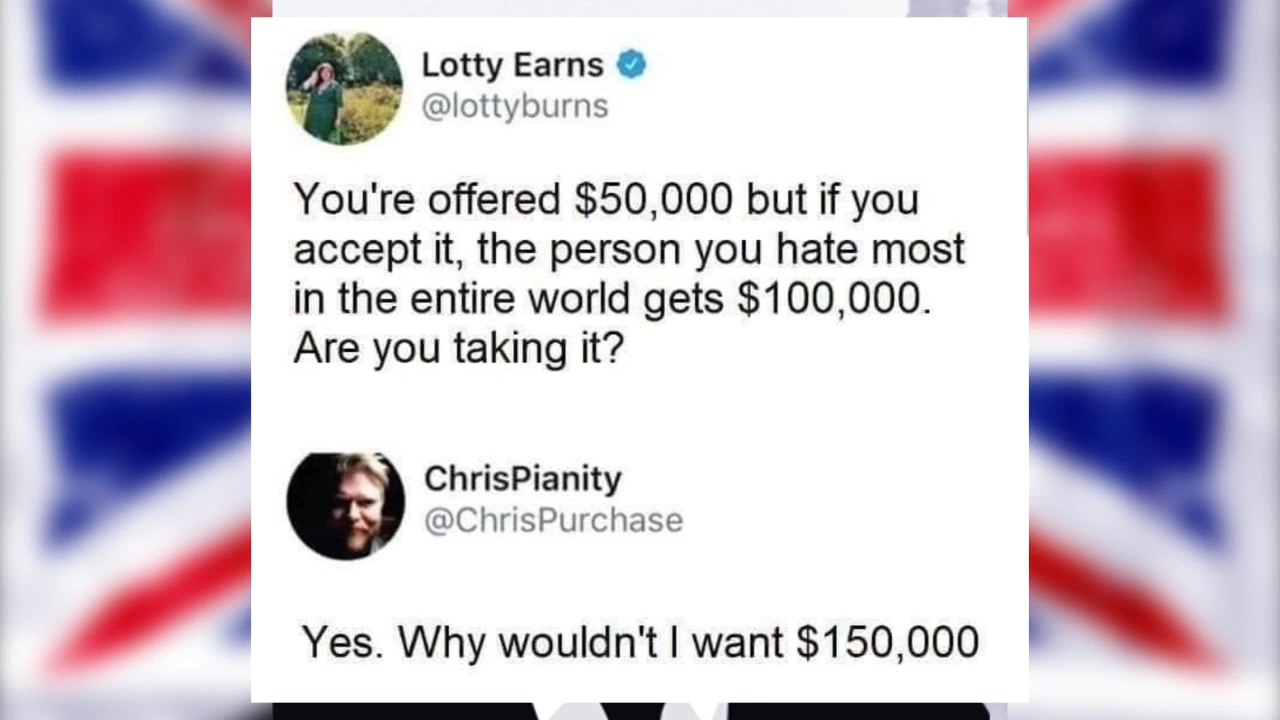 Lotty Earns
@lottyburns
You're offered $50,000 but if you
accept it, the person you hate most
in the entire world gets $100,000.
Are you taking it?
ChrisPianity
@ChrisPurchase
Yes. Why wouldn't I want $150,000